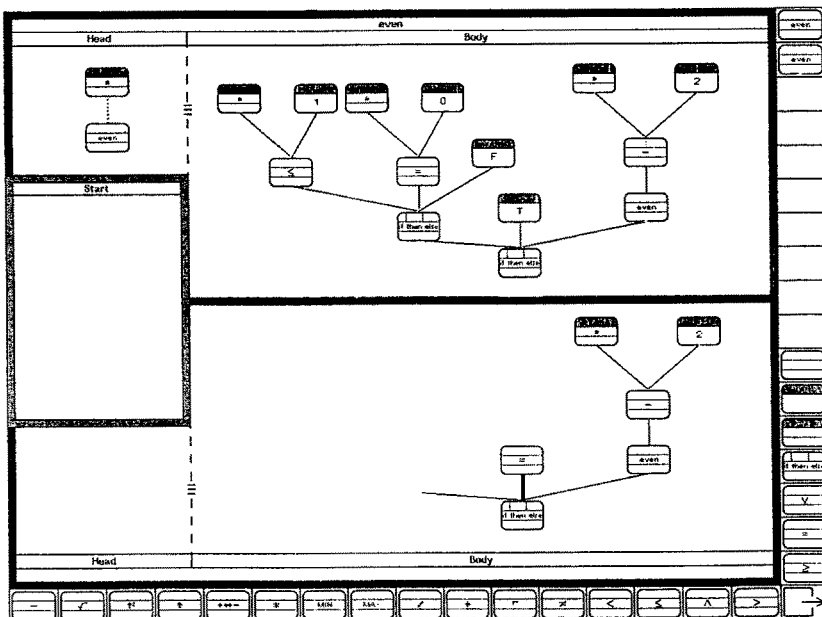 even
Head Body
even
even
*
even
* 1 * 0
* 2
≤ =
F
−
Start
T
even
if then else
if then else
* 2
−
=
even
if then else
if then else
=
≥
Head Body
− √ * MIN + ≠ < ≤ ∧ >